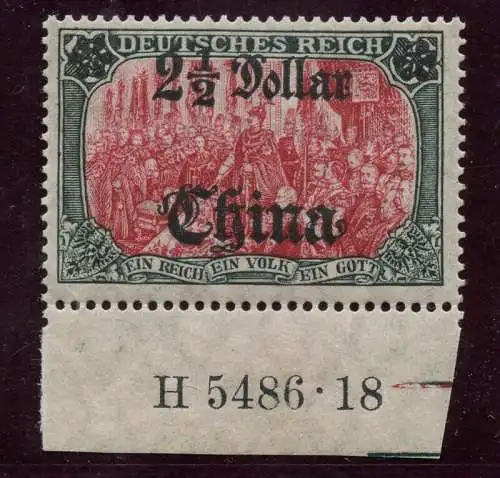 DEUTSCHES REICH
2½ Dollar
China
EIN REICH EIN VOLK EIN GOTT
H 5486·18